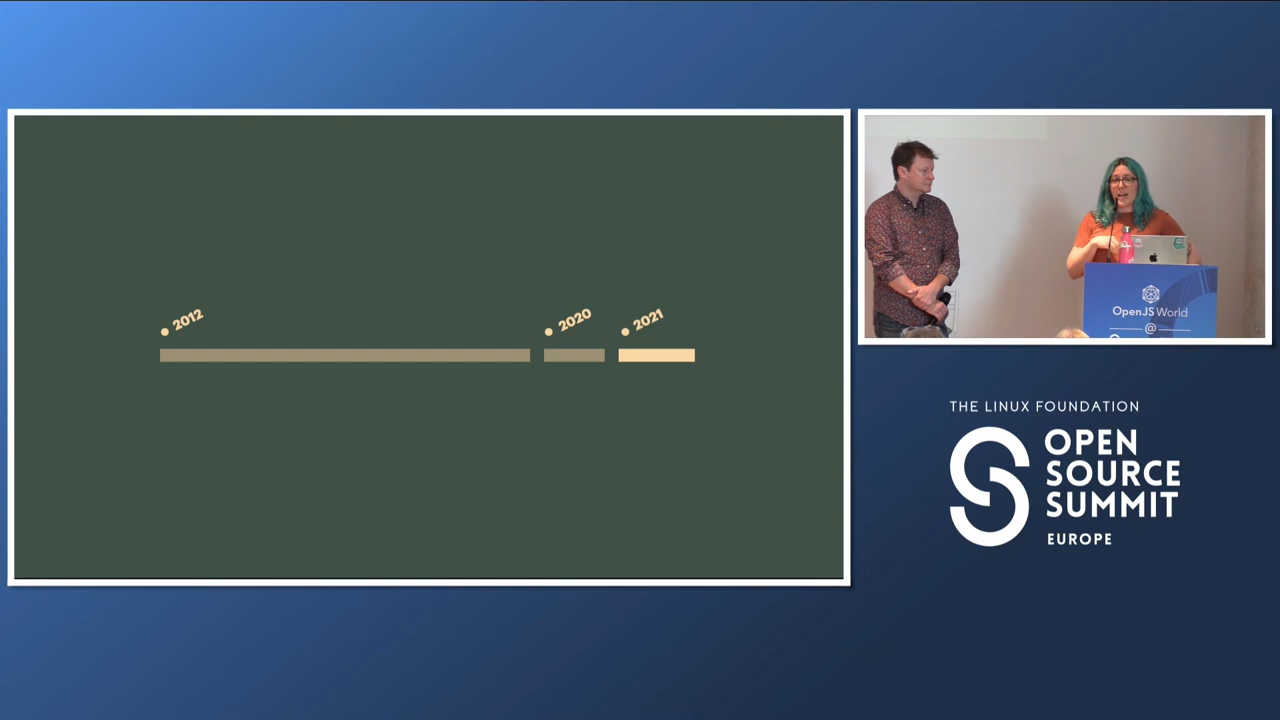 2012
2020
2021
OpenJS World
@
THE LINUX FOUNDATION
OPEN
SOURCE
SUMMIT
EUROPE